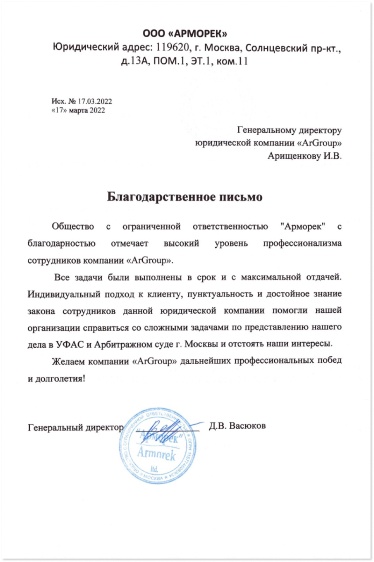 ООО «АРМОРЕК»
Юридический адрес: 119620, г. Москва, Солнцевский пр-кт.,
д.13А, ПОМ.1, ЭТ.1, ком.11
Исх. № 17.03.2022
«17» марта 2022
Генеральному директору
юридической компании «ArGroup»
Арищенкову И.В.
Благодарственное письмо
Общество с ограниченной ответственностью "Арморек" с
благодарностью отмечает высокий уровень профессионализма
сотрудников компании «ArGroup».
Все задачи были выполнены в срок и с максимальной отдачей.
Индивидуальный подход к клиенту, пунктуальность и достойное знание
закона сотрудников данной юридической компании помогли нашей
организации справиться со сложными задачами по представлению нашего
дела в УФАС и Арбитражном суде г. Москвы и отстоять наши интересы.
Желаем компании «ArGroup» дальнейших профессиональных побед
и долголетия!
Генеральный директор Д.В. Васюков
"Арморек"
Armorek
ltd.